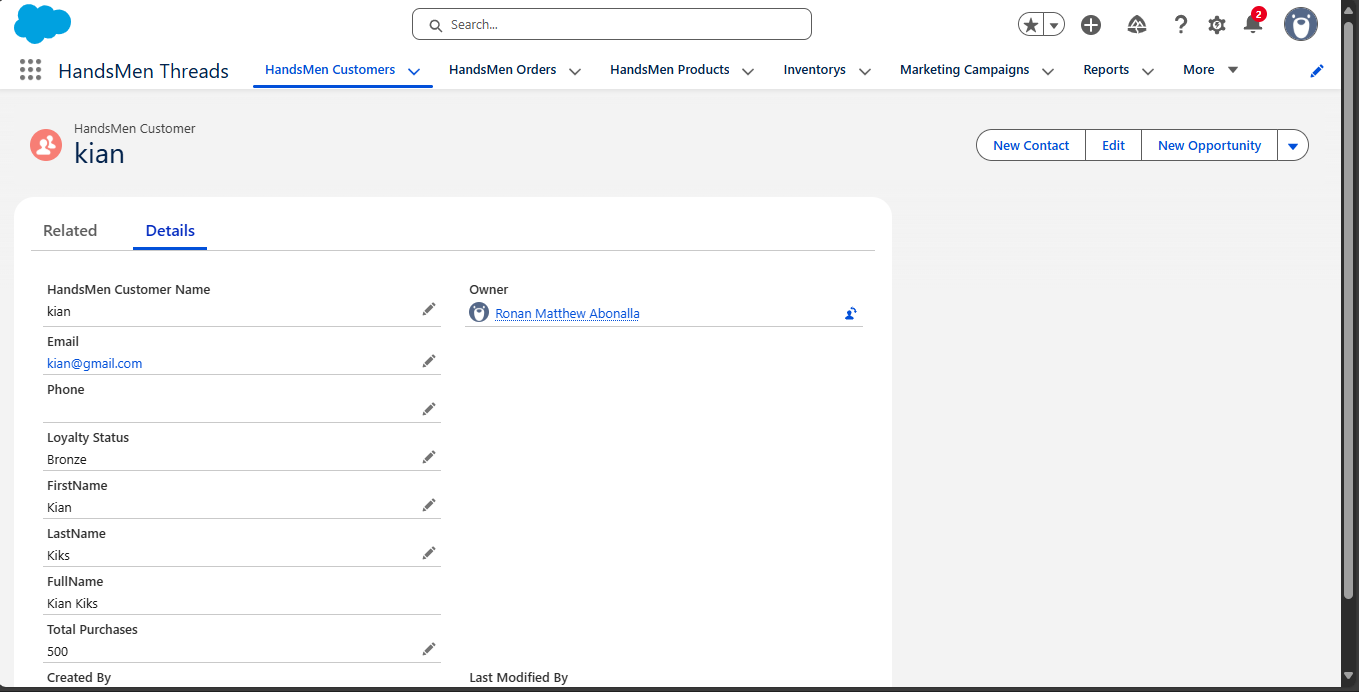 Search...
2
HandsMen Threads
HandsMen Customers
HandsMen Orders
HandsMen Products
Inventorys
Marketing Campaigns
Reports
More
HandsMen Customer
kian
New Contact
Edit
New Opportunity
Related
Details
HandsMen Customer Name
kian
Owner
Ronan Matthew Abonalla
Email
kian@gmail.com
Phone
Loyalty Status
Bronze
FirstName
Kian
LastName
Kiks
FullName
Kian Kiks
Total Purchases
500
Created By
Last Modified By